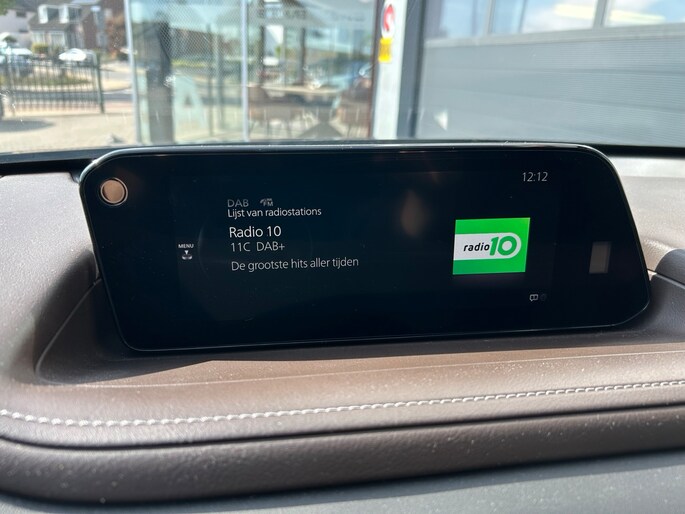 12:12
DAB
FM
Lijst van radiostations
Radio 10
11C DAB+
De grootste hits aller tijden
MENU
radio10